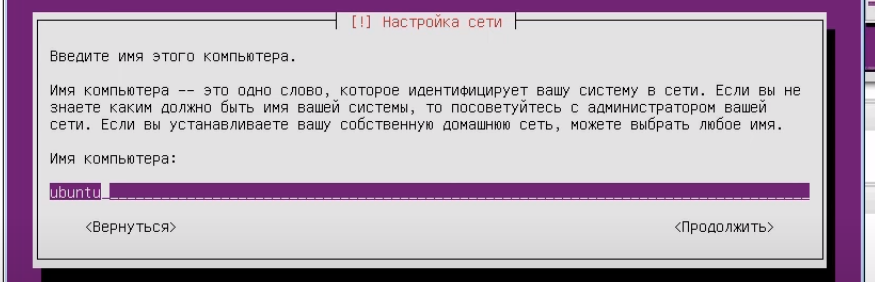 [!] Настройка сети
Введите имя этого компьютера.
Имя компьютера -- это одно слово, которое идентифицирует вашу систему в сети. Если вы не
знаете каким должно быть имя вашей системы, то посоветуйтесь с администратором вашей
сети. Если вы устанавливаете вашу собственную домашнюю сеть, можете выбрать любое имя.
Имя компьютера:
ubuntu
<Вернуться> <Продолжить>